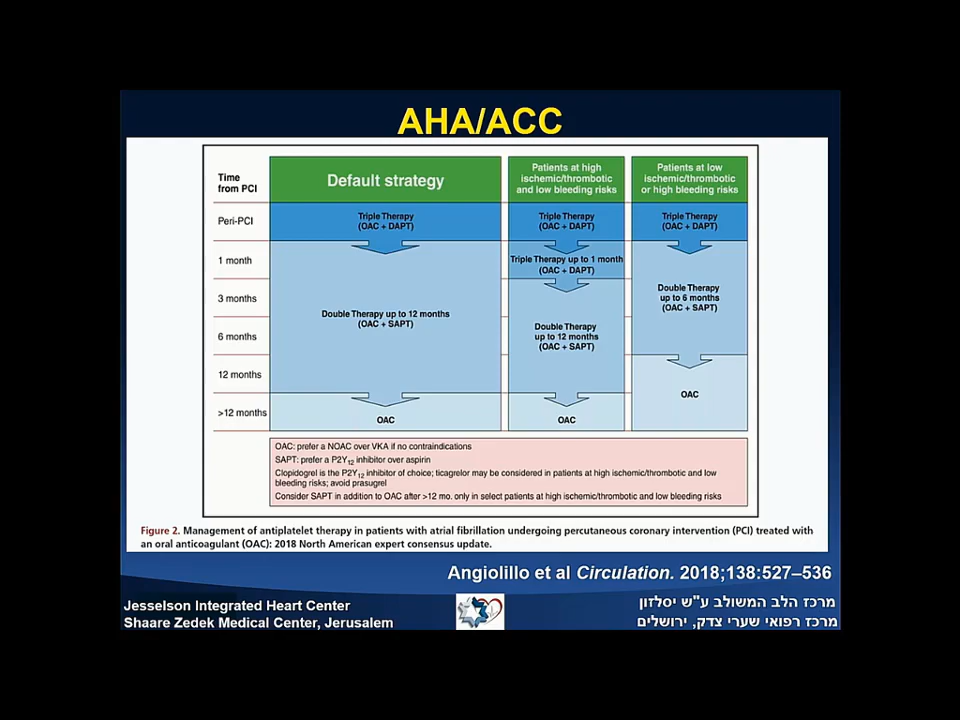 AHA/ACC
Time
from PCI
Default strategy
Patients at high
ischemic/thrombotic
and low bleeding risks
Patients at low
ischemic/thrombotic
or high bleeding risks
Peri-PCI
Triple Therapy
(OAC + DAPT)
Triple Therapy
(OAC + DAPT)
Triple Therapy
(OAC + DAPT)
1 month
3 months
6 months
12 months
>12 months
Double Therapy up to 12 months
(OAC + SAPT)
OAC
Triple Therapy up to 1 month
(OAC + DAPT)
Double Therapy
up to 12 months
(OAC + SAPT)
OAC
Double Therapy
up to 6 months
(OAC + SAPT)
OAC
OAC: prefer a NOAC over VKA if no contraindications
SAPT: prefer a P2Y12 inhibitor over aspirin
Clopidogrel is the P2Y12 inhibitor of choice; ticagrelor may be considered in patients at high ischemic/thrombotic and low
bleeding risks; avoid prasugrel
Consider SAPT in addition to OAC after >12 mo. only in select patients at high ischemic/thrombotic and low bleeding risks
Figure 2. Management of antiplatelet therapy in patients with atrial fibrillation undergoing percutaneous coronary intervention (PCI) treated with
an oral anticoagulant (OAC): 2018 North American expert consensus update.
Angiolillo et al Circulation. 2018;138:527–536
Jesselson Integrated Heart Center
Shaare Zedek Medical Center, Jerusalem
מרכז הלב המשולב ע"ש יסלזון
מרכז רפואי שערי צדק, ירושלים